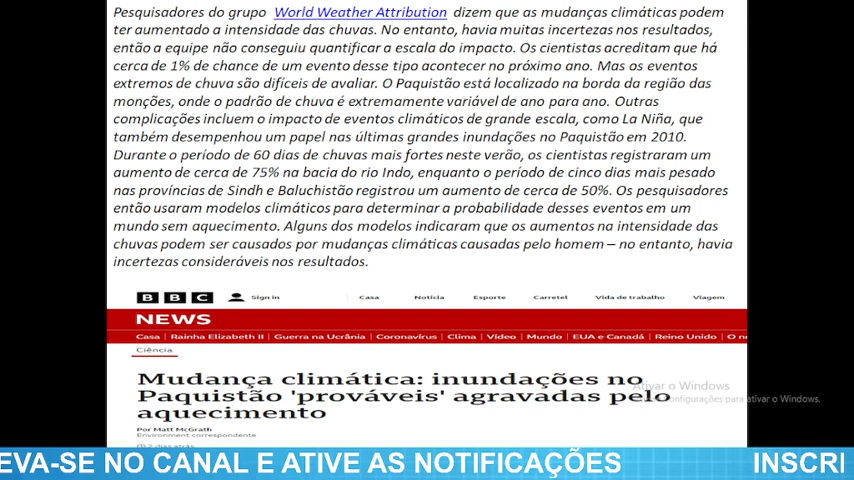 Pesquisadores do grupo World Weather Attribution dizem que as mudanças climáticas podem
ter aumentado a intensidade das chuvas. No entanto, havia muitas incertezas nos resultados,
então a equipe não conseguiu quantificar a escala do impacto. Os cientistas acreditam que há
cerca de 1% de chance de um evento desse tipo acontecer no próximo ano. Mas os eventos
extremos de chuva são difíceis de avaliar. O Paquistão está localizado na borda da região das
monções, onde o padrão de chuva é extremamente variável de ano para ano. Outras
complicações incluem o impacto de eventos climáticos de grande escala, como La Niña, que
também desempenhou um papel nas últimas grandes inundações no Paquistão em 2010.
Durante o período de 60 dias de chuvas mais fortes neste verão, os cientistas registraram um
aumento de cerca de 75% na bacia do rio Indo, enquanto o período de cinco dias mais pesado
nas províncias de Sindh e Baluchistão registrou um aumento de cerca de 50%. Os pesquisadores
então usaram modelos climáticos para determinar a probabilidade desses eventos em um
mundo sem aquecimento. Alguns dos modelos indicaram que os aumentos na intensidade das
chuvas podem ser causados por mudanças climáticas causadas pelo homem – no entanto, havia
incertezas consideráveis nos resultados.
BBC Sign in Casa Notícia Esporte Carretel Vida de trabalho Viagem
NEWS
Casa | Rainha Elizabeth II | Guerra na Ucrânia | Coronavírus | Clima | Vídeo | Mundo | EUA e Canadá | Reino Unido | O n
Ciência
Mudança climática: inundações no
Paquistão 'prováveis' agravadas pelo
aquecimento
Ativar o Windows
configurações para ativar o Windows.
Por Matt McGrath
Environment correspondente
2 dias atrás
EVA-SE NO CANAL E ATIVE AS NOTIFICAÇÕES INSCRI